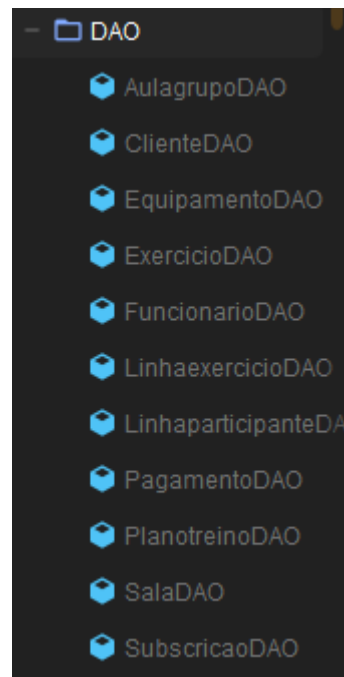 DAO
AulagrupoDAO
ClienteDAO
EquipamentoDAO
ExercicioDAO
FuncionarioDAO
LinhaexercicioDAO
LinhaparticipanteDA
PagamentoDAO
PlanotreinoDAO
SalaDAO
SubscricaoDAO